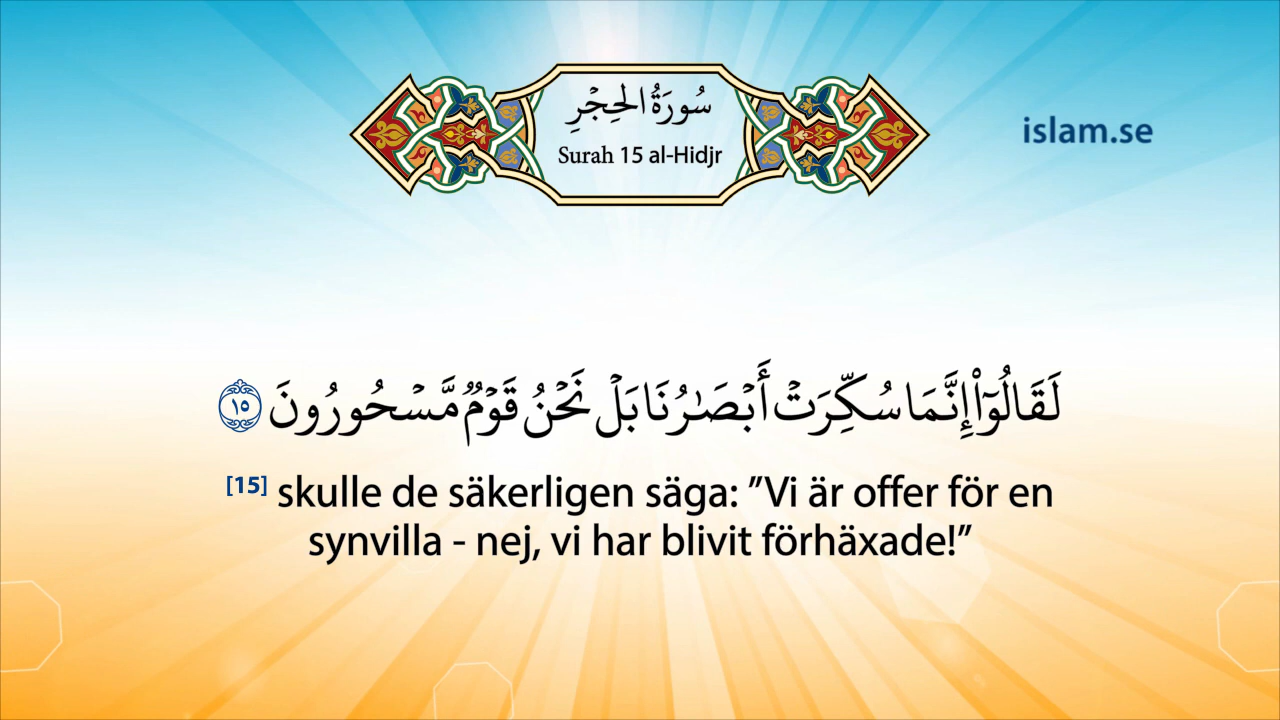 سُورَةُ الحِجْرِ
Surah 15 al-Hidjr
islam.se
لَقَالُوٓا۟ إِنَّمَا سُكِّرَتْ أَبْصَـٰرُنَا بَلْ نَحْنُ قَوْمٌ مَّسْحُورُونَ ١٥
[15] skulle de säkerligen säga: ”Vi är offer för en
synvilla - nej, vi har blivit förhäxade!”